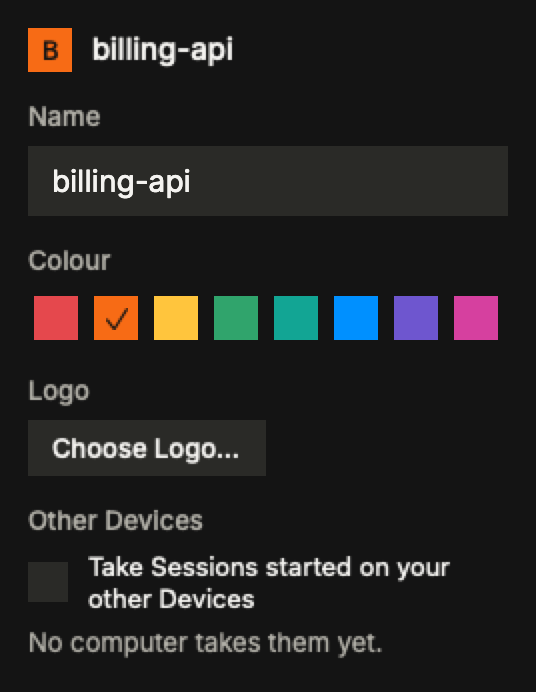 B billing-api
Name
billing-api
Colour
Logo
Choose Logo...
Other Devices
Take Sessions started on your
other Devices
No computer takes them yet.